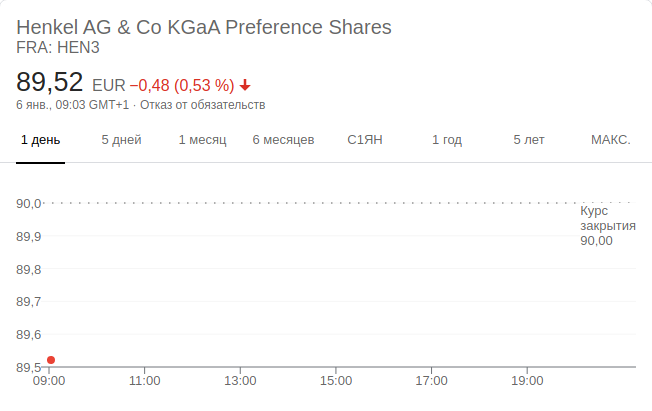 Henkel AG & Co KGaA Preference Shares
FRA: HEN3
89,52 EUR −0,48 (0,53 %)
6 янв., 09:03 GMT+1 · Отказ от обязательств
1 день 5 дней 1 месяц 6 месяцев С1ЯН 1 год 5 лет МАКС.
90,0
Курс
закрытия
90,00
89,9
89,8
89,7
89,6
89,5
09:00 11:00 13:00 15:00 17:00 19:00